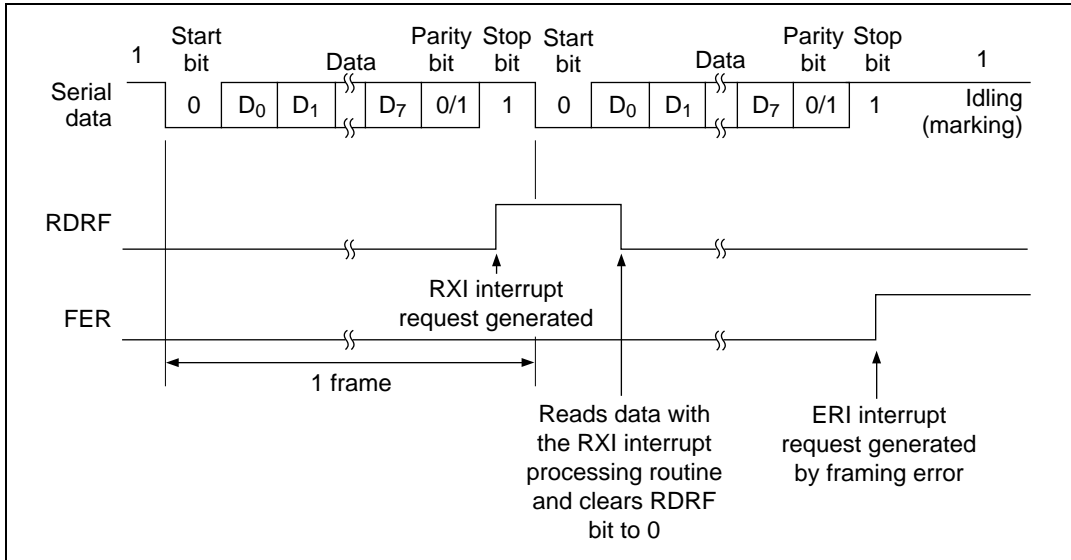 1 Start bit Data Parity bit Stop bit Start bit Data Parity bit Stop bit 1
Serial data 0 D₀ D₁ D₇ 0/1 1 0 D₀ D₁ D₇ 0/1 1 Idling (marking)
RDRF
RXI interrupt
request generated
FER
1 frame
Reads data with
the RXI interrupt
processing routine
and clears RDRF
bit to 0
ERI interrupt
request generated
by framing error